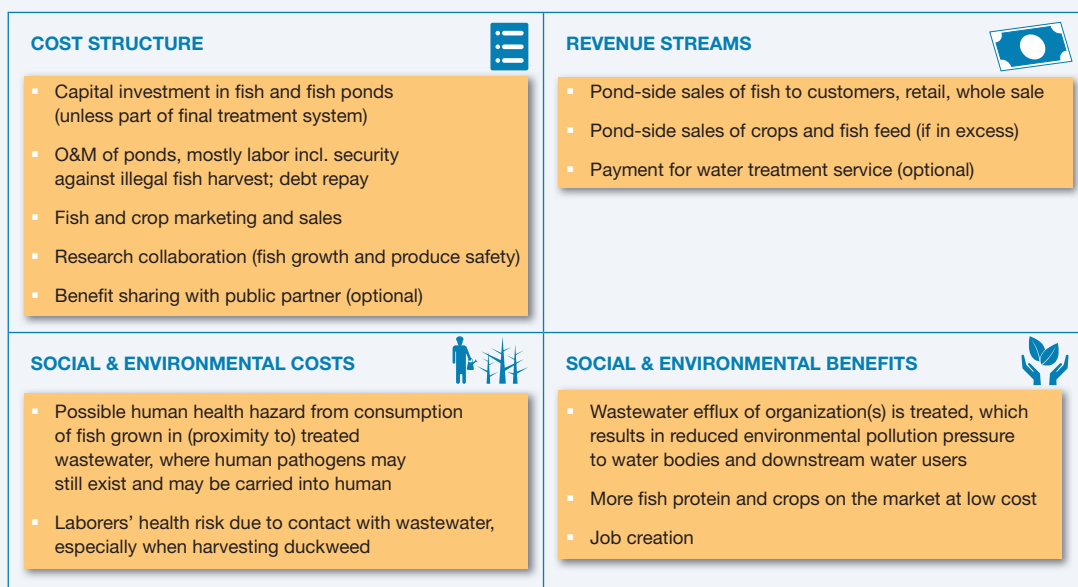 COST STRUCTURE
Capital investment in fish and fish ponds
(unless part of final treatment system)
O&M of ponds, mostly labor incl. security
against illegal fish harvest; debt repay
Fish and crop marketing and sales
Research collaboration (fish growth and produce safety)
Benefit sharing with public partner (optional)
REVENUE STREAMS
Pond-side sales of fish to customers, retail, whole sale
Pond-side sales of crops and fish feed (if in excess)
Payment for water treatment service (optional)
SOCIAL & ENVIRONMENTAL COSTS
Possible human health hazard from consumption
of fish grown in (proximity to) treated
wastewater, where human pathogens may
still exist and may be carried into human
Laborers' health risk due to contact with wastewater,
especially when harvesting duckweed
SOCIAL & ENVIRONMENTAL BENEFITS
Wastewater efflux of organization(s) is treated, which
results in reduced environmental pollution pressure
to water bodies and downstream water users
More fish protein and crops on the market at low cost
Job creation